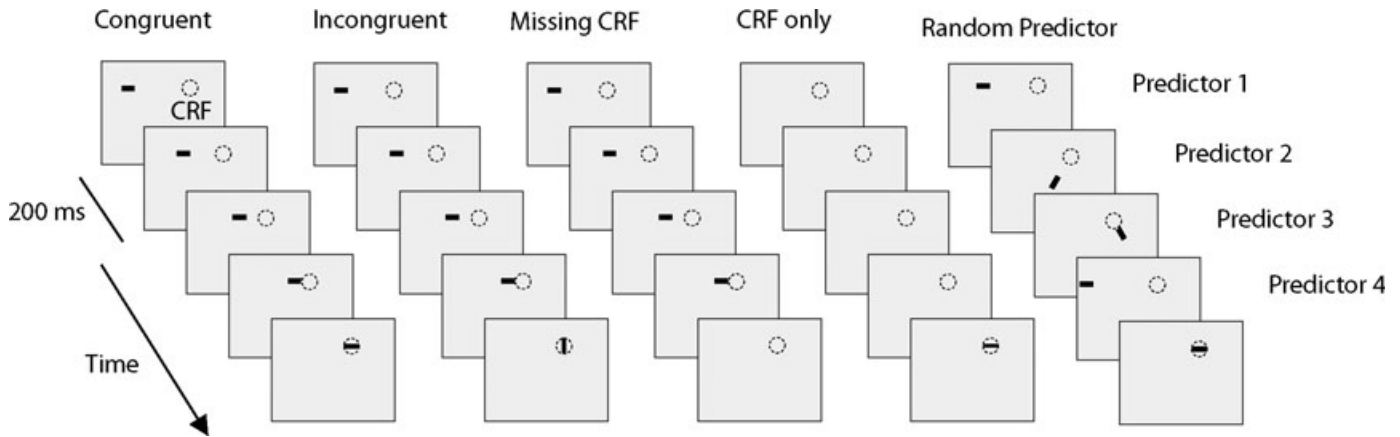 Congruent
Incongruent
Missing CRF
CRF only
Random Predictor
CRF
Predictor 1
Predictor 2
200 ms
Predictor 3
Predictor 4
Time